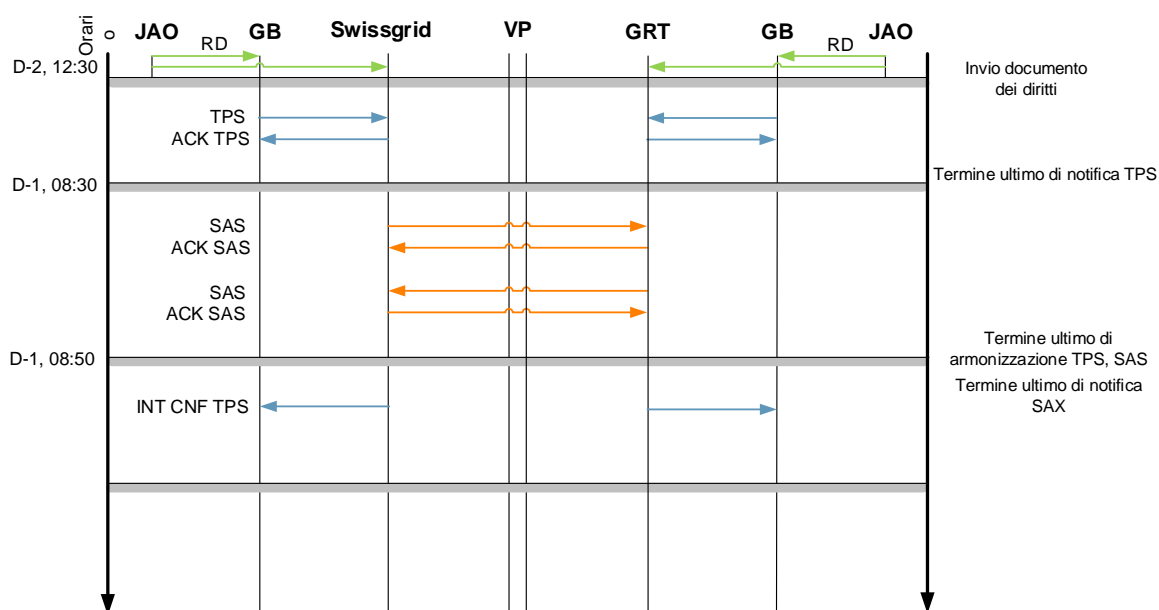 Orari
o
JAO
GB
Swissgrid
VP
GRT
GB
JAO
RD
RD
D-2, 12:30
Invio documento
dei diritti
TPS
ACK TPS
Termine ultimo di notifica TPS
D-1, 08:30
SAS
ACK SAS
SAS
ACK SAS
Termine ultimo di
armonizzazione TPS, SAS
D-1, 08:50
Termine ultimo di notifica
SAX
INT CNF TPS